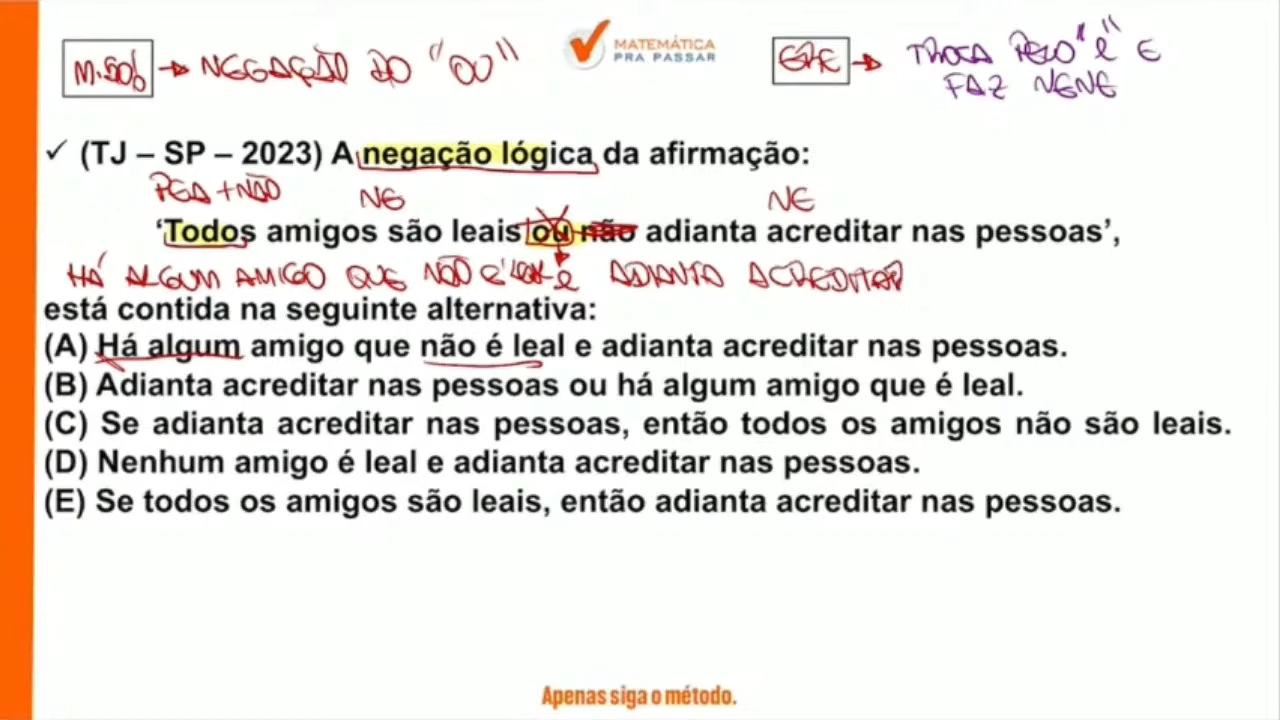 M.50% → NEGAÇÃO DO "OU"
MATEMÁTICA
PRA PASSAR
→ TROCA PELO "e" E
FAZ NENE
✓ (TJ – SP – 2023) A negação lógica da afirmação:
PEA + NÃO NE NE
‘Todos amigos são leais ou não adianta acreditar nas pessoas’,
HÁ ALGUM AMIGO QUE NÃO É LEAL e ADIANTA ACREDITAR
está contida na seguinte alternativa:
(A) Há algum amigo que não é leal e adianta acreditar nas pessoas.
(B) Adianta acreditar nas pessoas ou há algum amigo que é leal.
(C) Se adianta acreditar nas pessoas, então todos os amigos não são leais.
(D) Nenhum amigo é leal e adianta acreditar nas pessoas.
(E) Se todos os amigos são leais, então adianta acreditar nas pessoas.
Apenas siga o método.